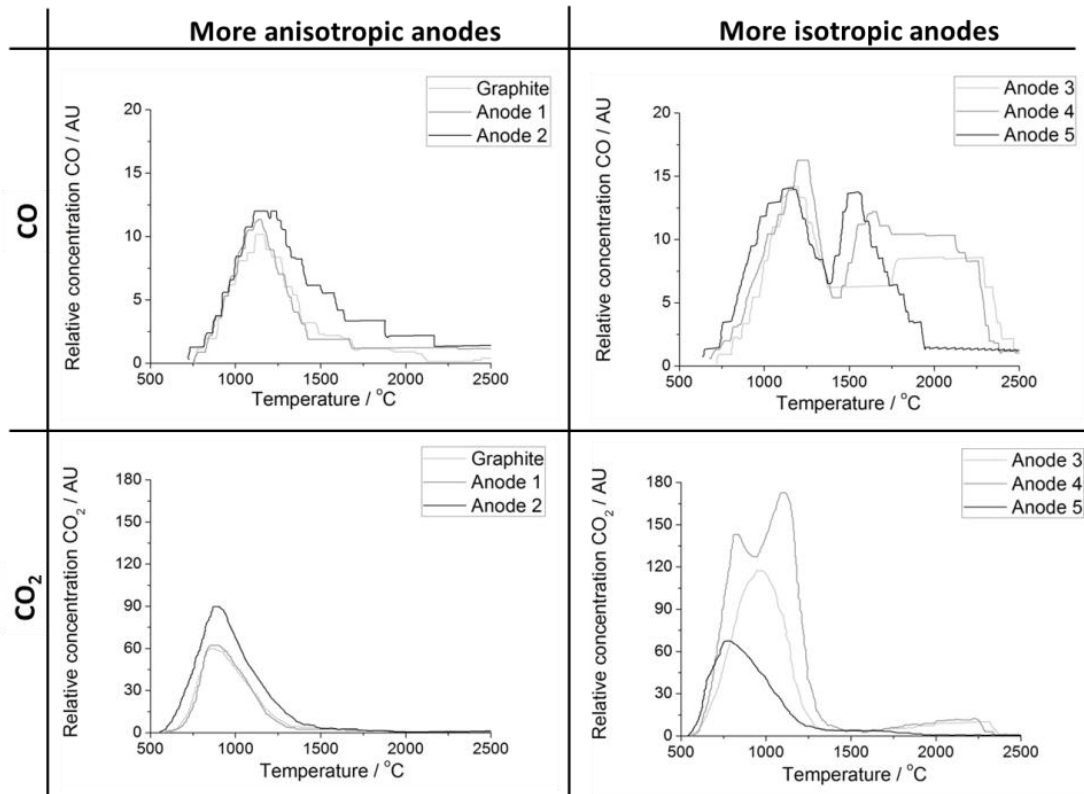 More anisotropic anodes
More isotropic anodes
CO
Relative concentration CO / AU
20
15
10
5
0
500 1000 1500 2000 2500
Temperature / °C
Graphite
Anode 1
Anode 2
Relative concentration CO / AU
20
15
10
5
0
500 1000 1500 2000 2500
Temperature / °C
Anode 3
Anode 4
Anode 5
CO₂
Relative concentration CO₂ / AU
180
150
120
90
60
30
0
500 1000 1500 2000 2500
Temperature / °C
Graphite
Anode 1
Anode 2
Relative concentration CO₂ / AU
180
150
120
90
60
30
0
500 1000 1500 2000 2500
Temperature / °C
Anode 3
Anode 4
Anode 5